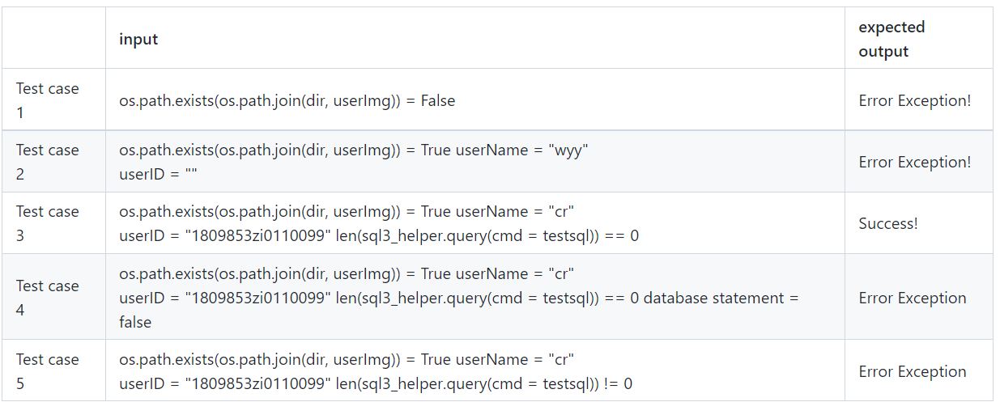 input
expected
output
Test case
1
os.path.exists(os.path.join(dir, userImg)) = False
Error Exception!
Test case
2
os.path.exists(os.path.join(dir, userImg)) = True userName = "wyy"
userID = ""
Error Exception!
Test case
3
os.path.exists(os.path.join(dir, userImg)) = True userName = "cr"
userID = "1809853zi0110099" len(sql3_helper.query(cmd = testsql)) == 0
Success!
Test case
4
os.path.exists(os.path.join(dir, userImg)) = True userName = "cr"
userID = "1809853zi0110099" len(sql3_helper.query(cmd = testsql)) == 0 database statement =
false
Error Exception
Test case
5
os.path.exists(os.path.join(dir, userImg)) = True userName = "cr"
userID = "1809853zi0110099" len(sql3_helper.query(cmd = testsql)) != 0
Error Exception